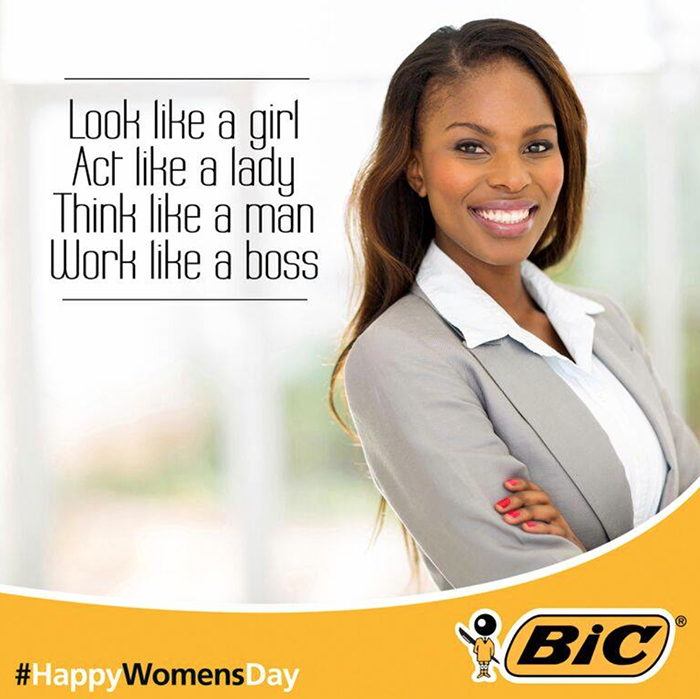 Look like a girl
Act like a lady
Think like a man
Work like a boss
#HappyWomensDay
BiC®